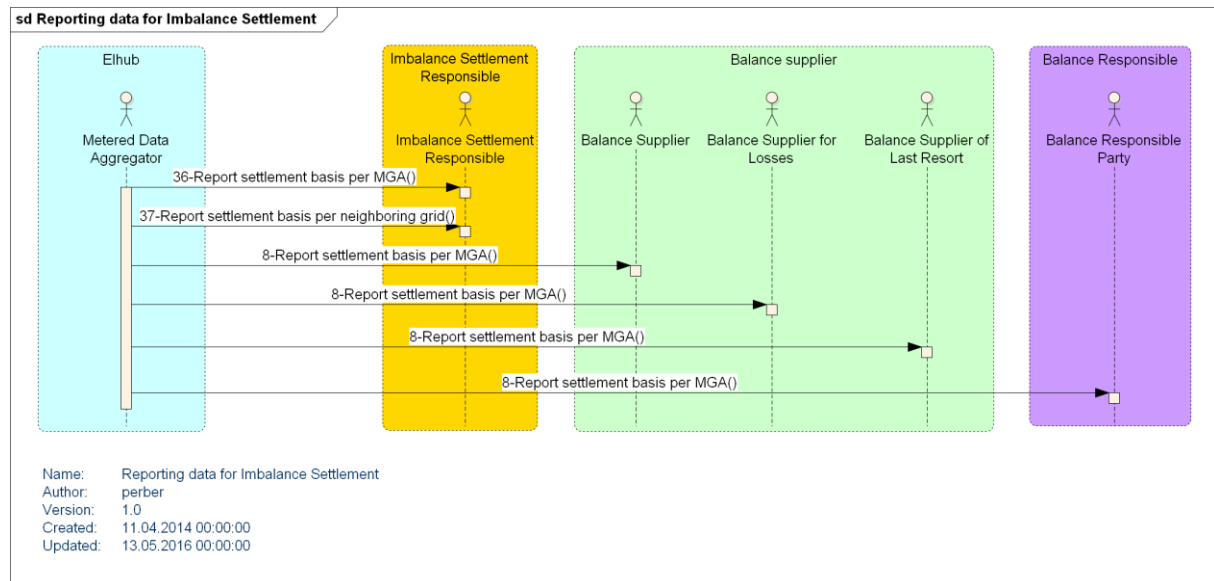 sd Reporting data for Imbalance Settlement
Elhub
Imbalance Settlement
Responsible
Balance supplier
Balance Responsible
Metered Data
Aggregator
Imbalance Settlement
Responsible
Balance Supplier
Balance Supplier for
Losses
Balance Supplier of
Last Resort
Balance Responsible
Party
36-Report settlement basis per MGA()
37-Report settlement basis per neighboring grid()
8-Report settlement basis per MGA()
8-Report settlement basis per MGA()
8-Report settlement basis per MGA()
8-Report settlement basis per MGA()
Name: Reporting data for Imbalance Settlement
Author: perber
Version: 1.0
Created: 11.04.2014 00:00:00
Updated: 13.05.2016 00:00:00